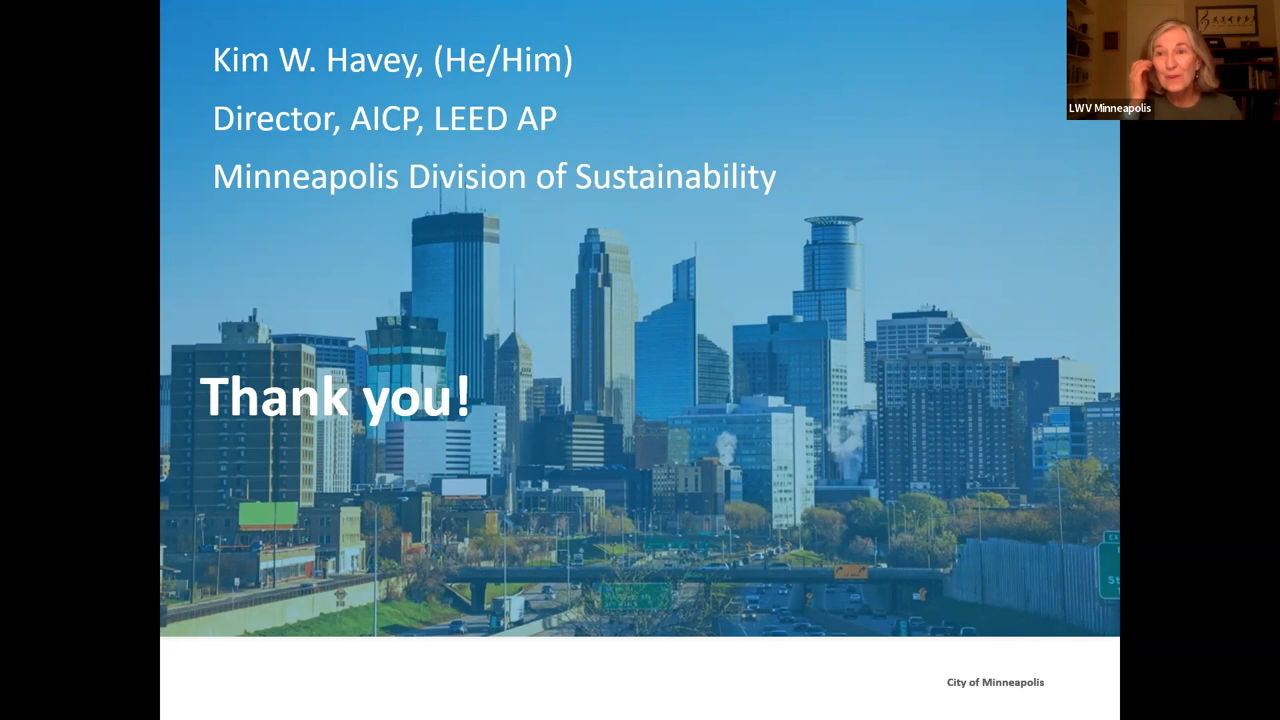 Kim W. Havey, (He/Him)
Director, AICP, LEED AP
Minneapolis Division of Sustainability
LWV Minneapolis
Thank you!
City of Minneapolis